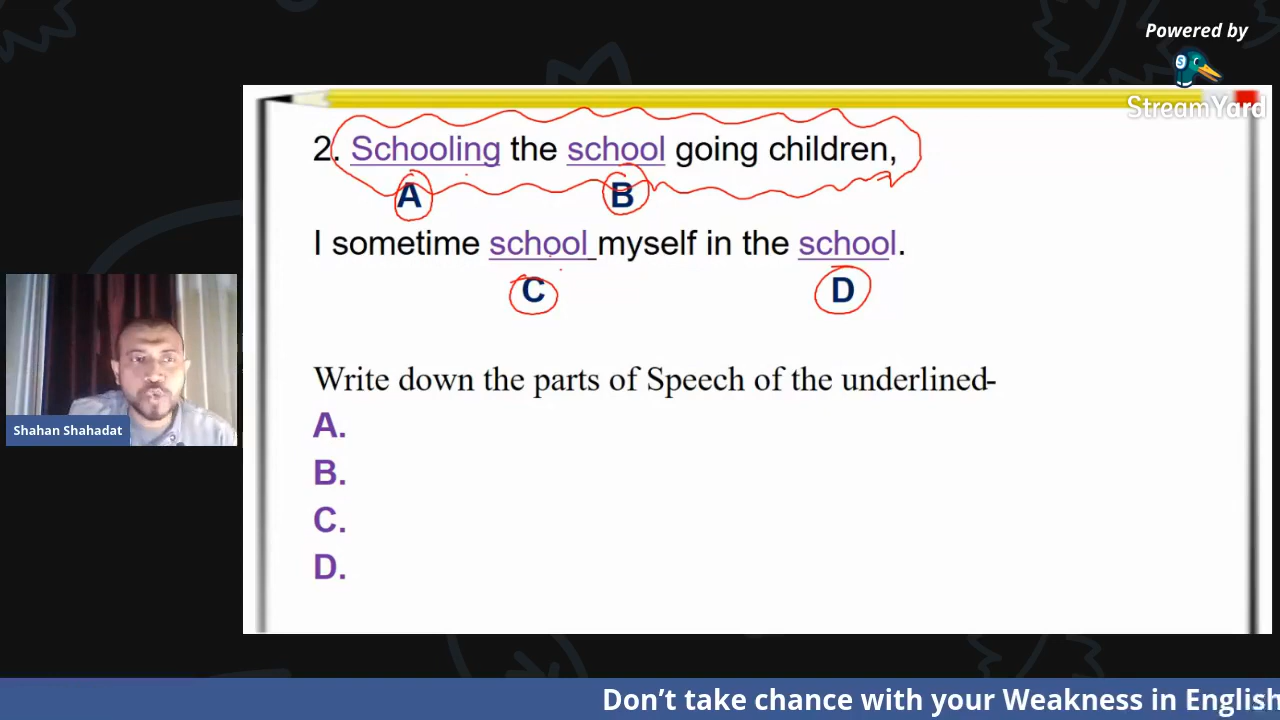 Powered by
StreamYard
2. Schooling the school going children,
A B
I sometime school myself in the school.
C D
Write down the parts of Speech of the underlined-
A.
B.
C.
D.
Shahan Shahadat
Don’t take chance with your Weakness in English